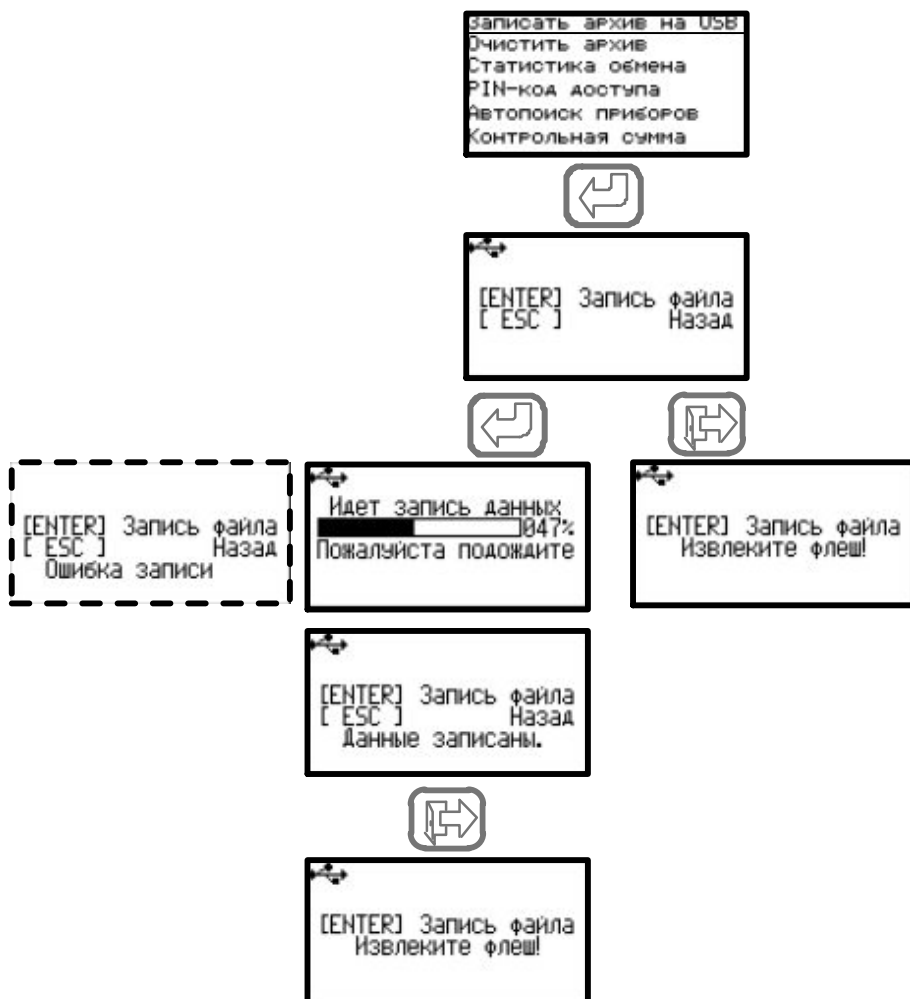 Записать архив на USB
Очистить архив
Статистика обмена
PIN-код доступа
Автопоиск приборов
Контрольная сумма
[ENTER] Запись файла
[ ESC ] Назад
[ENTER] Запись файла
[ ESC ] Назад
Ошибка записи
Идет запись данных
047%
Пожалуйста подождите
[ENTER] Запись файла
Извлеките флеш!
[ENTER] Запись файла
[ ESC ] Назад
Данные записаны.
[ENTER] Запись файла
Извлеките флеш!